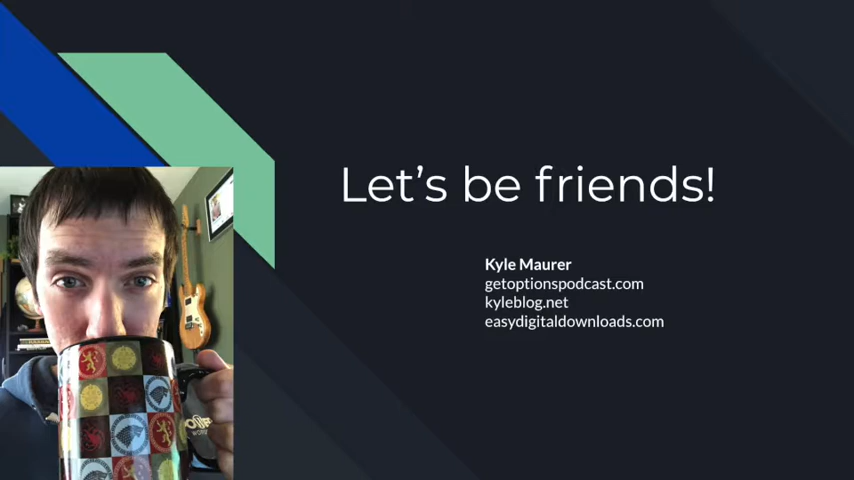 Let's be friends!
Kyle Maurer
getoptionspodcast.com
kyleblog.net
easydigitaldownloads.com